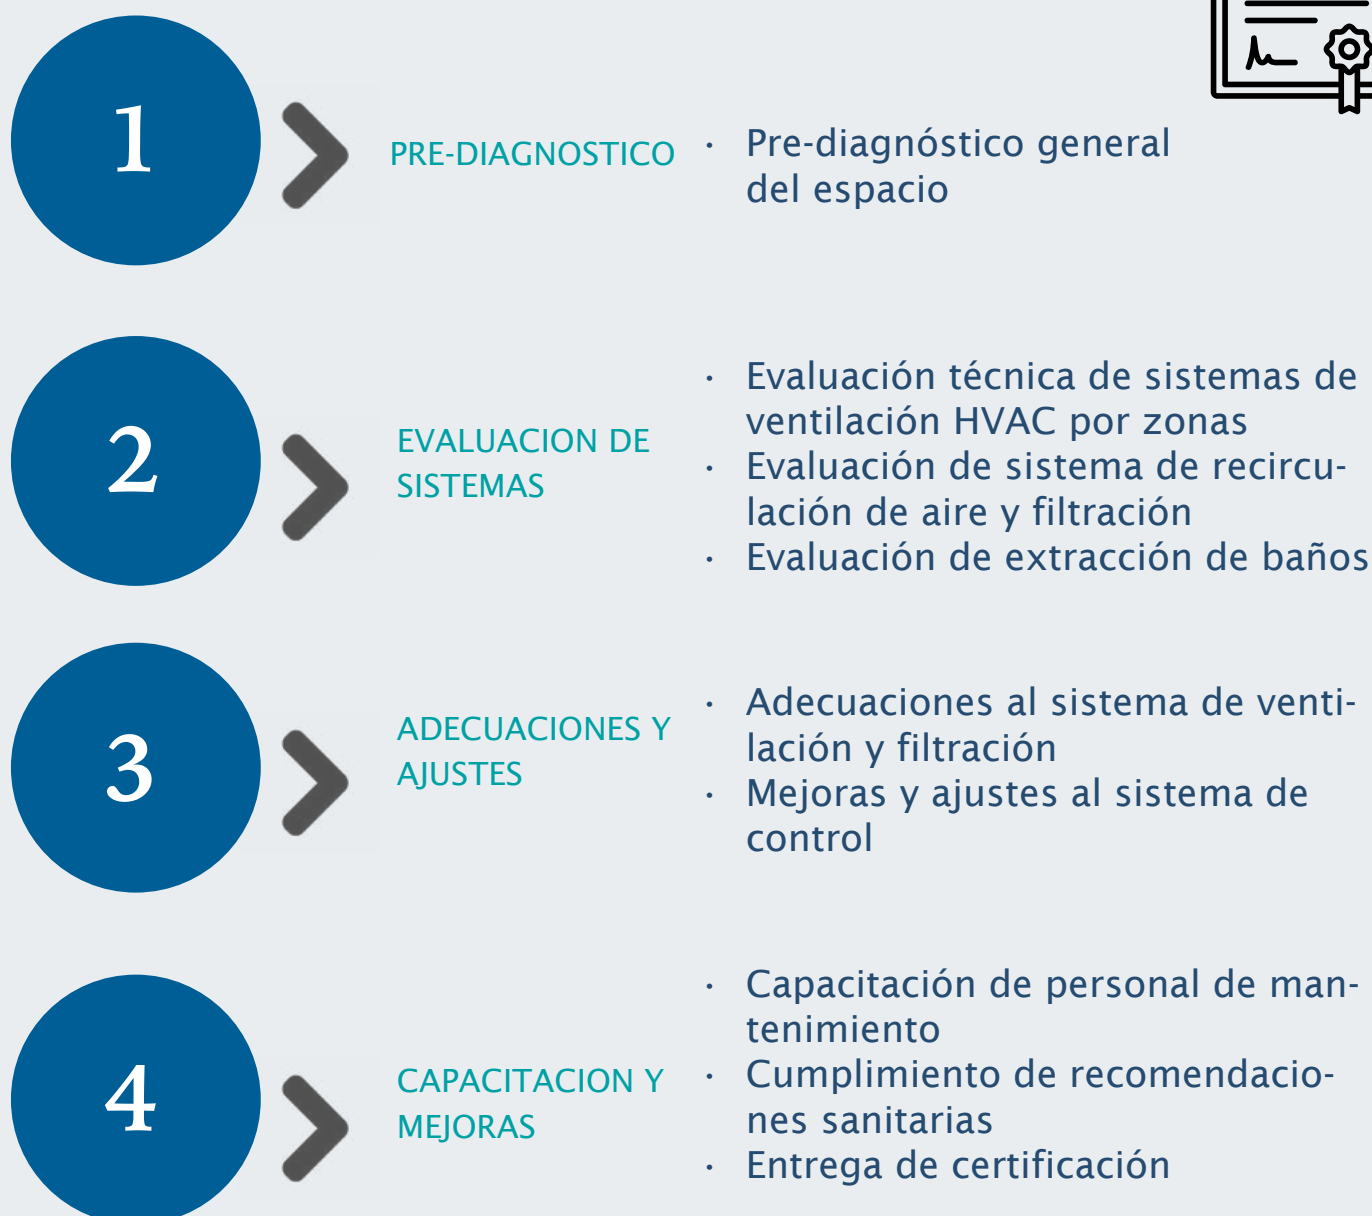 1
PRE-DIAGNOSTICO
· Pre-diagnóstico general
del espacio
2
EVALUACION DE
SISTEMAS
· Evaluación técnica de sistemas de
ventilación HVAC por zonas
· Evaluación de sistema de recircu-
lación de aire y filtración
· Evaluación de extracción de baños
3
ADECUACIONES Y
AJUSTES
· Adecuaciones al sistema de venti-
lación y filtración
· Mejoras y ajustes al sistema de
control
4
CAPACITACION Y
MEJORAS
· Capacitación de personal de man-
tenimiento
· Cumplimiento de recomendacio-
nes sanitarias
· Entrega de certificación